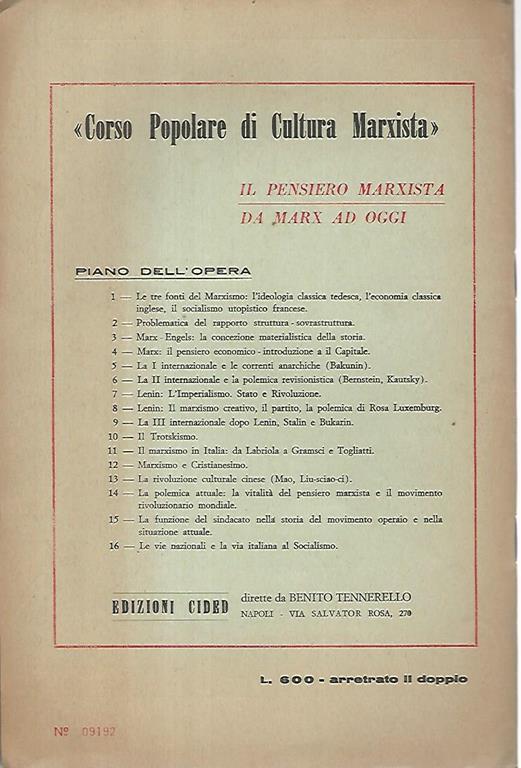 «Corso Popolare di Cultura Marxista»
IL PENSIERO MARXISTA
DA MARX AD OGGI
PIANO DELL'OPERA
1 — Le tre fonti del Marxismo: l'ideologia classica tedesca, l'economia classica
inglese, il socialismo utopistico francese.
2 — Problematica del rapporto struttura - sovrastruttura.
3 — Marx - Engels: la concezione materialistica della storia.
4 — Marx: il pensiero economico - introduzione a il Capitale.
5 — La I internazionale e le correnti anarchiche (Bakunin).
6 — La II internazionale e la polemica revisionistica (Bernstein, Kautsky).
7 — Lenin: L'Imperialismo. Stato e Rivoluzione.
8 — Lenin: Il marxismo creativo, il partito, la polemica di Rosa Luxemburg.
9 — La III internazionale dopo Lenin, Stalin e Bukarin.
10 — Il Trotskismo.
11 — Il marxismo in Italia: da Labriola a Gramsci e Togliatti.
12 — Marxismo e Cristianesimo.
13 — La rivoluzione culturale cinese (Mao, Liu-sciao-ci).
14 — La polemica attuale: la vitalità del pensiero marxista e il movimento
rivoluzionario mondiale.
15 — La funzione del sindacato nella storia del movimento operaio e nella
situazione attuale.
16 — Le vie nazionali e la via italiana al Socialismo.
EDIZIONI CIDED
dirette da BENITO TENNERELLO
NAPOLI - VIA SALVATOR ROSA, 270
L. 600 - arretrato il doppio
Nº 09192